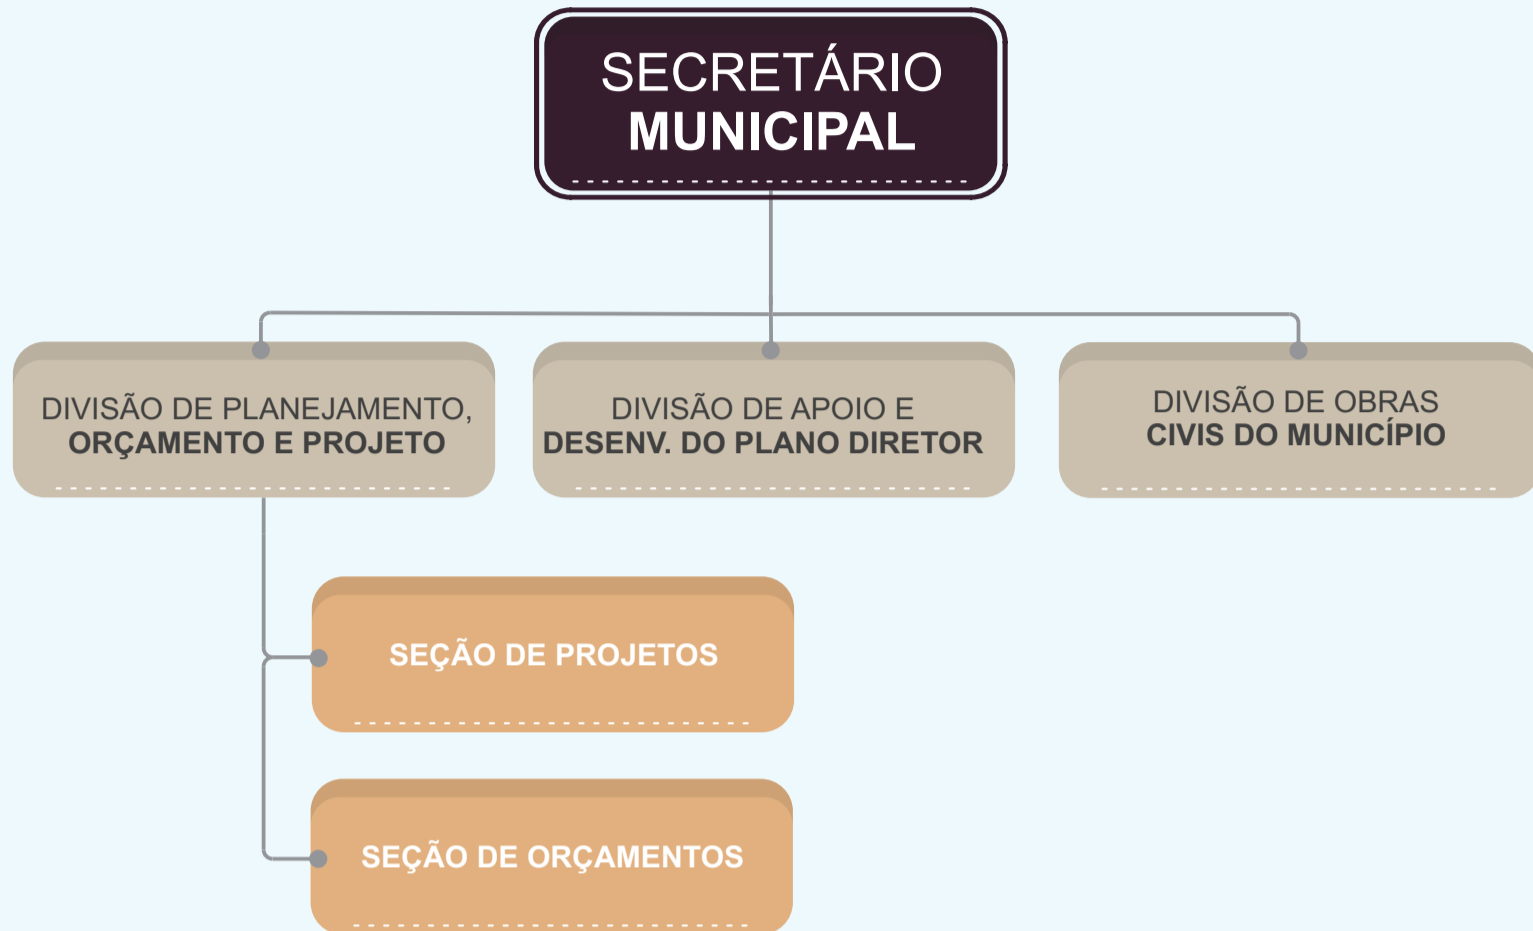 SECRETÁRIO
MUNICIPAL
DIVISÃO DE PLANEJAMENTO,
ORÇAMENTO E PROJETO
DIVISÃO DE APOIO E
DESENV. DO PLANO DIRETOR
DIVISÃO DE OBRAS
CIVIS DO MUNICÍPIO
SEÇÃO DE PROJETOS
SEÇÃO DE ORÇAMENTOS